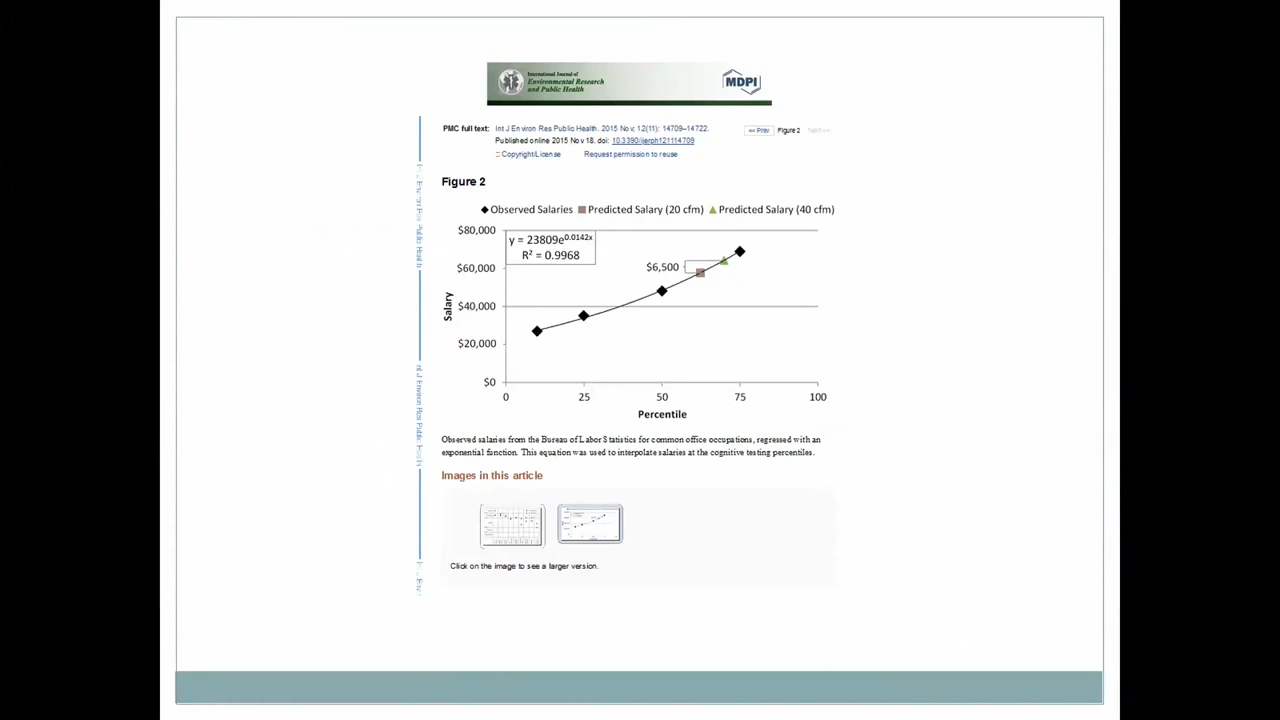 International Journal of
Environmental Research
and Public Health
MDPI
PMC full text: Int J Environ Res Public Health. 2015 Nov; 12(11): 14709–14722.
Published online 2015 Nov 18. doi: 10.3390/ijerph121114709
Copyright/License Request permission to reuse
<< Prev Figure 2 Next >>
Figure 2
Observed Salaries Predicted Salary (20 cfm) Predicted Salary (40 cfm)
y = 23809e^0.0142x
R² = 0.9968
$6,500
Salary
$80,000
$60,000
$40,000
$20,000
$0
0 25 50 75 100
Percentile
Observed salaries from the Bureau of Labor Statistics for common office occupations, regressed with an
exponential function. This equation was used to interpolate salaries at the cognitive testing percentiles.
Images in this article
Click on the image to see a larger version.